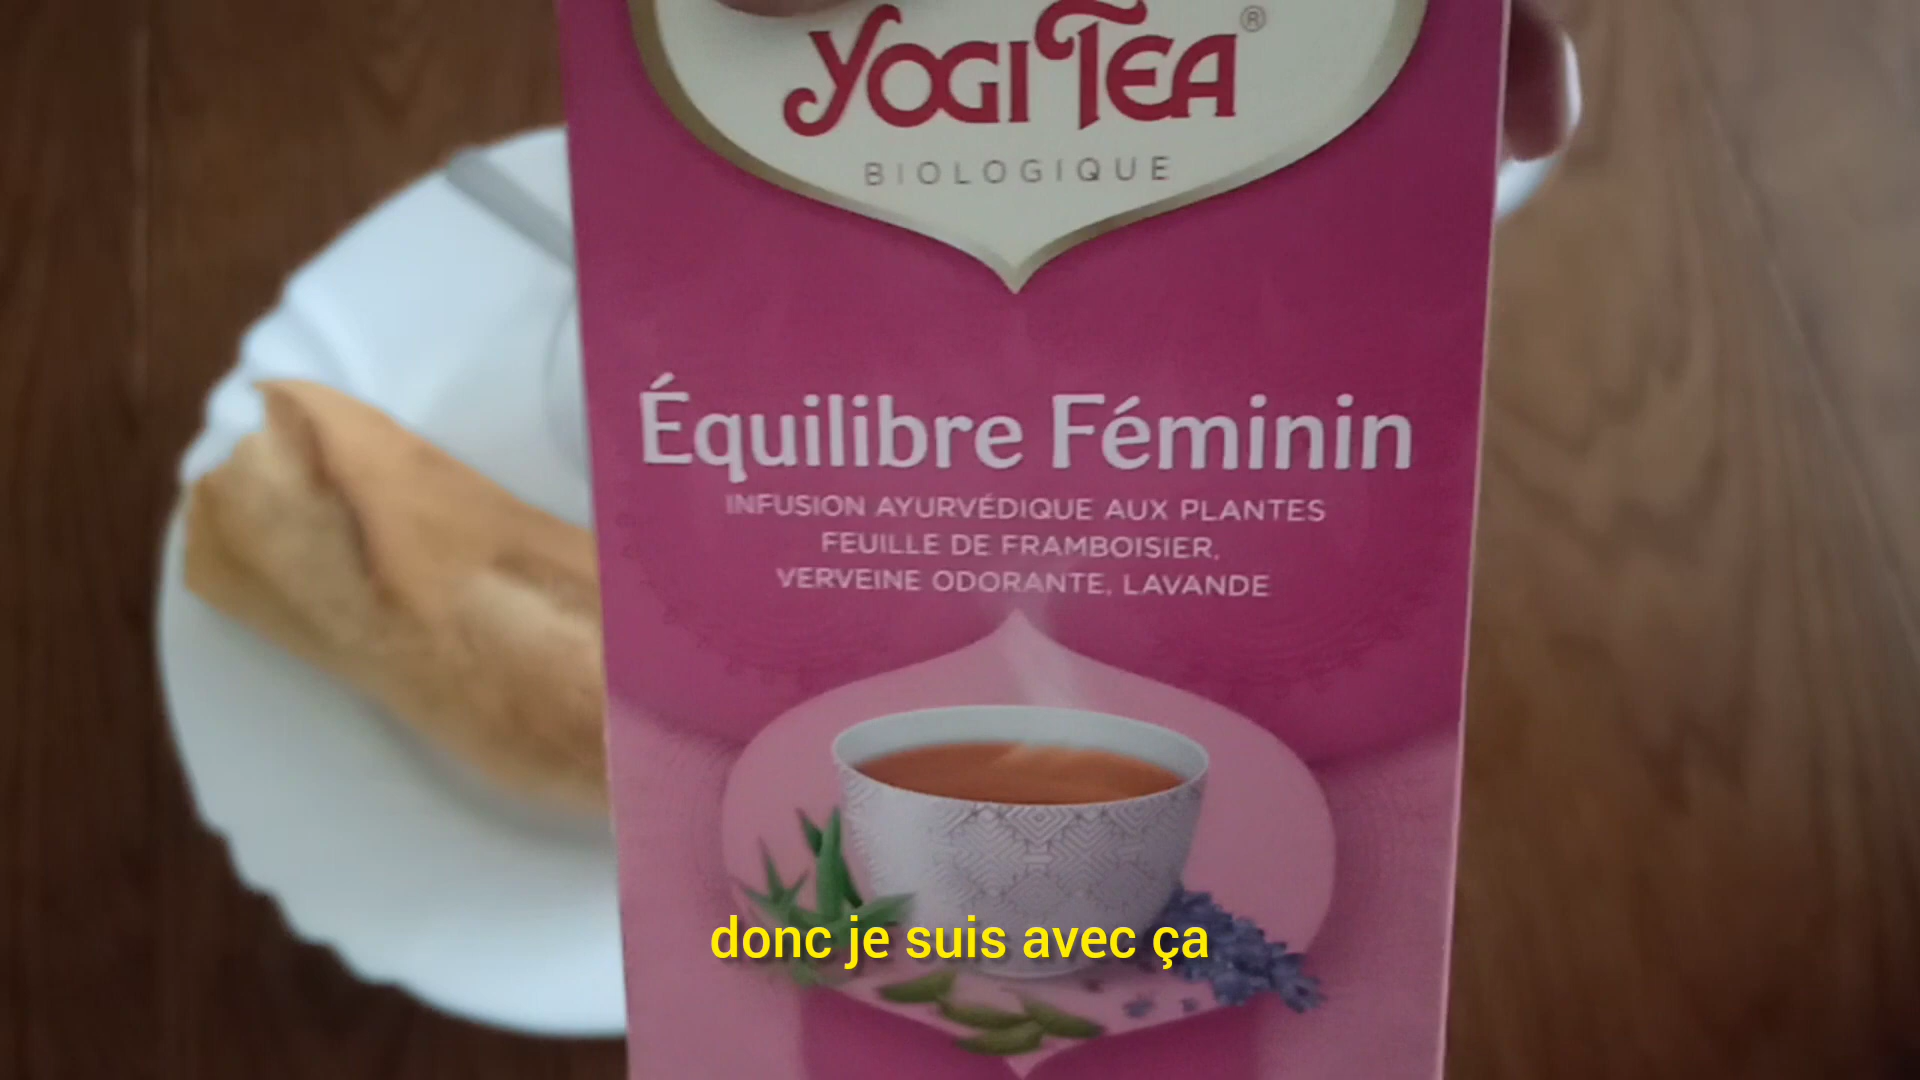 YOGI TEA®
BIOLOGIQUE
Équilibre Féminin
INFUSION AYURVÉDIQUE AUX PLANTES
FEUILLE DE FRAMBOISIER,
VERVEINE ODORANTE, LAVANDE
donc je suis avec ça